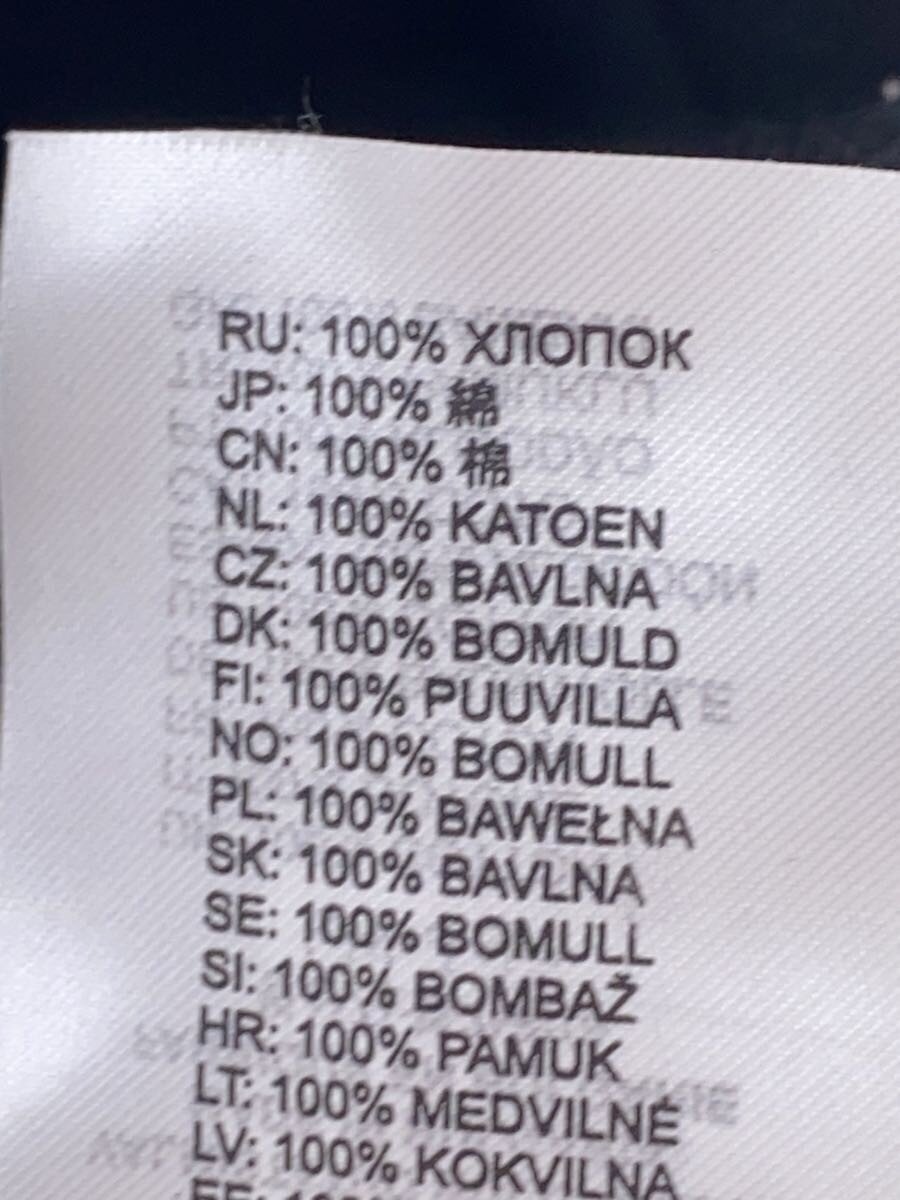 RU: 100% ХЛОПОК
JP: 100% 綿
CN: 100% 棉
NL: 100% KATOEN
CZ: 100% BAVLNA
DK: 100% BOMULD
FI: 100% PUUVILLA
NO: 100% BOMULL
PL: 100% BAWEŁNA
SK: 100% BAVLNA
SE: 100% BOMULL
SI: 100% BOMBAŽ
HR: 100% PAMUK
LT: 100% MEDVILNĖ
LV: 100% KOKVILNA